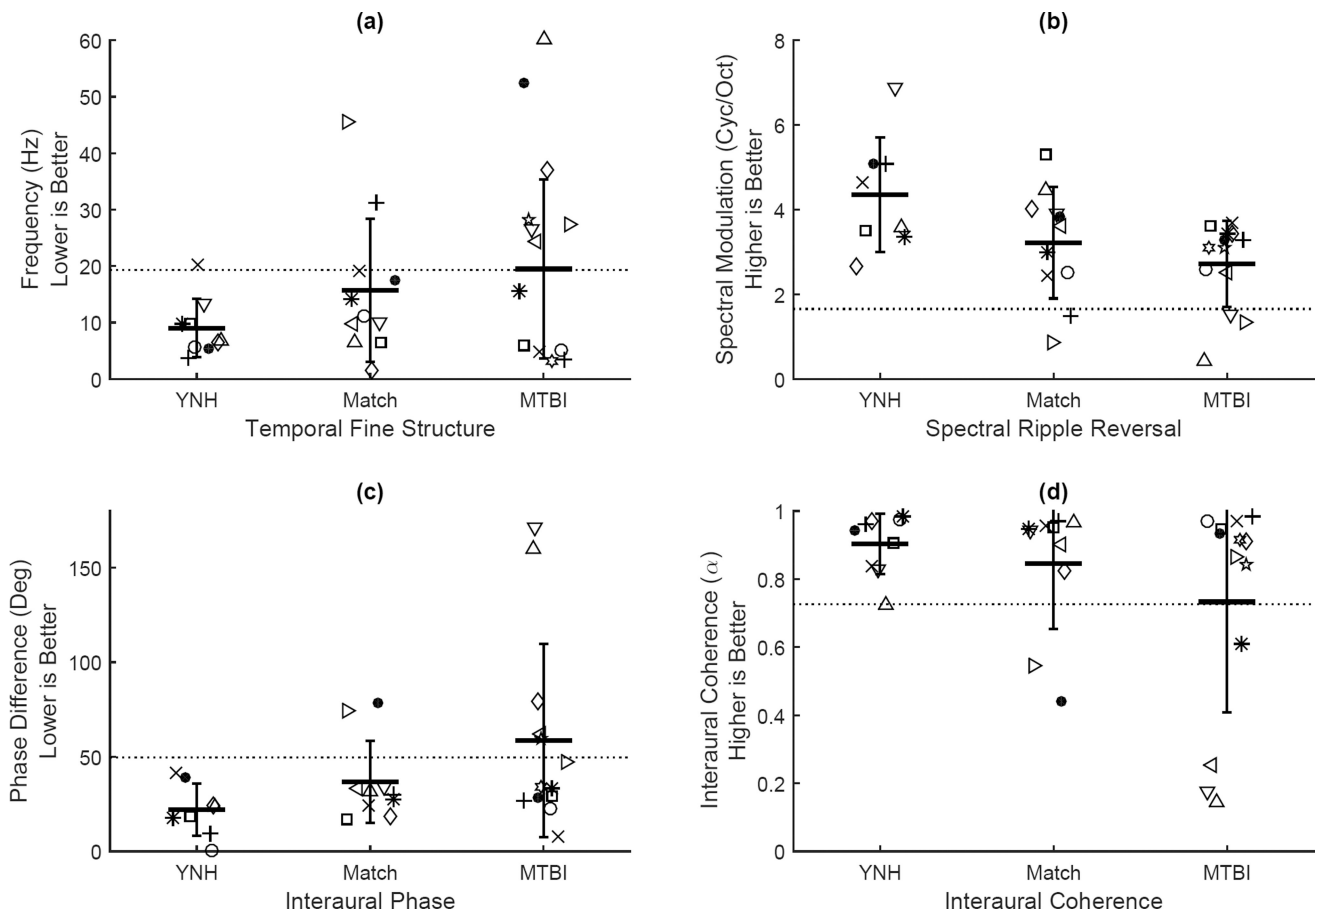 (a)
60
50
40
30
20
10
0
Frequency (Hz)
Lower is Better
YNH Match MTBI
Temporal Fine Structure
(b)
8
6
4
2
0
Spectral Modulation (Cyc/Oct)
Higher is Better
YNH Match MTBI
Spectral Ripple Reversal
(c)
150
100
50
0
Phase Difference (Deg)
Lower is Better
YNH Match MTBI
Interaural Phase
(d)
1
0.8
0.6
0.4
0.2
0
Interaural Coherence (α)
Higher is Better
YNH Match MTBI
Interaural Coherence